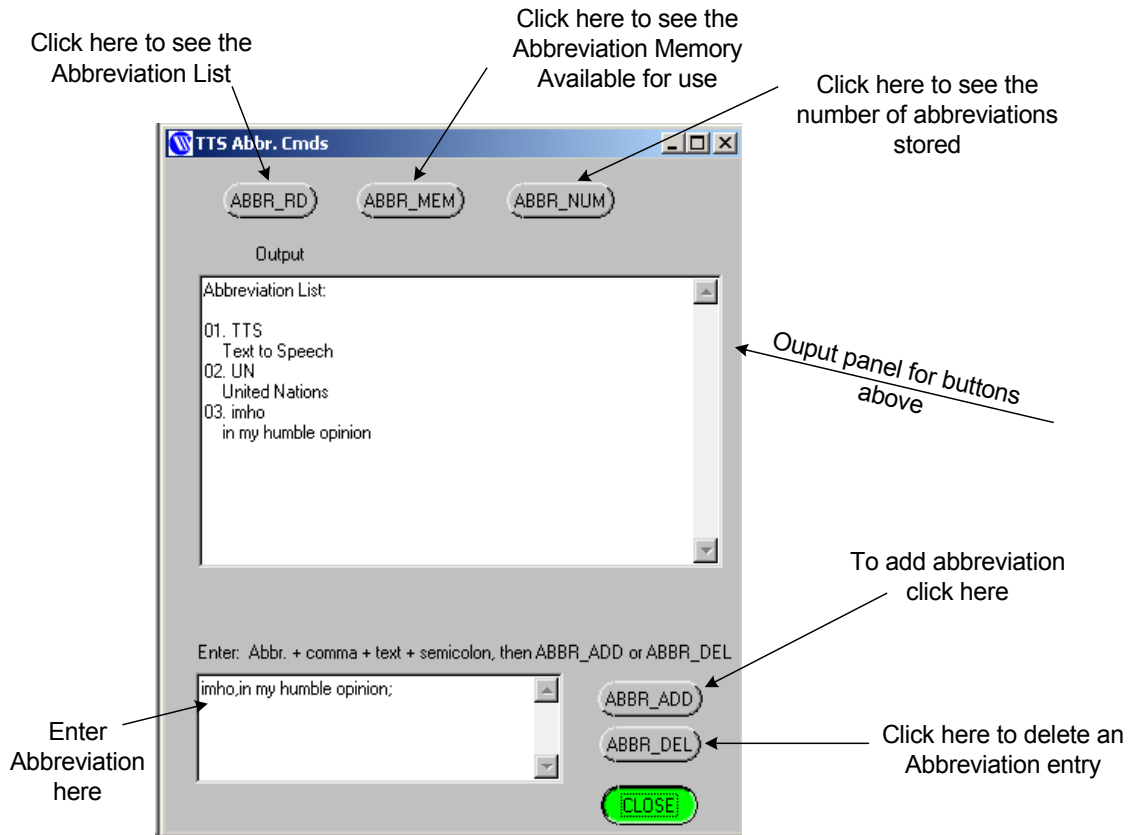 Click here to see the
Abbreviation List
Click here to see the
Abbreviation Memory
Available for use
Click here to see the
number of abbreviations
stored
TTS Abbr. Cmds
ABBR_RD
ABBR_MEM
ABBR_NUM
Output
Abbreviation List:
01. TTS
Text to Speech
02. UN
United Nations
03. imho
in my humble opinion
Ouput panel for buttons
above
To add abbreviation
click here
Enter: Abbr. + comma + text + semicolon, then ABBR_ADD or ABBR_DEL
imho,in my humble opinion;
ABBR_ADD
ABBR_DEL
CLOSE
Enter
Abbreviation
here
Click here to delete an
Abbreviation entry